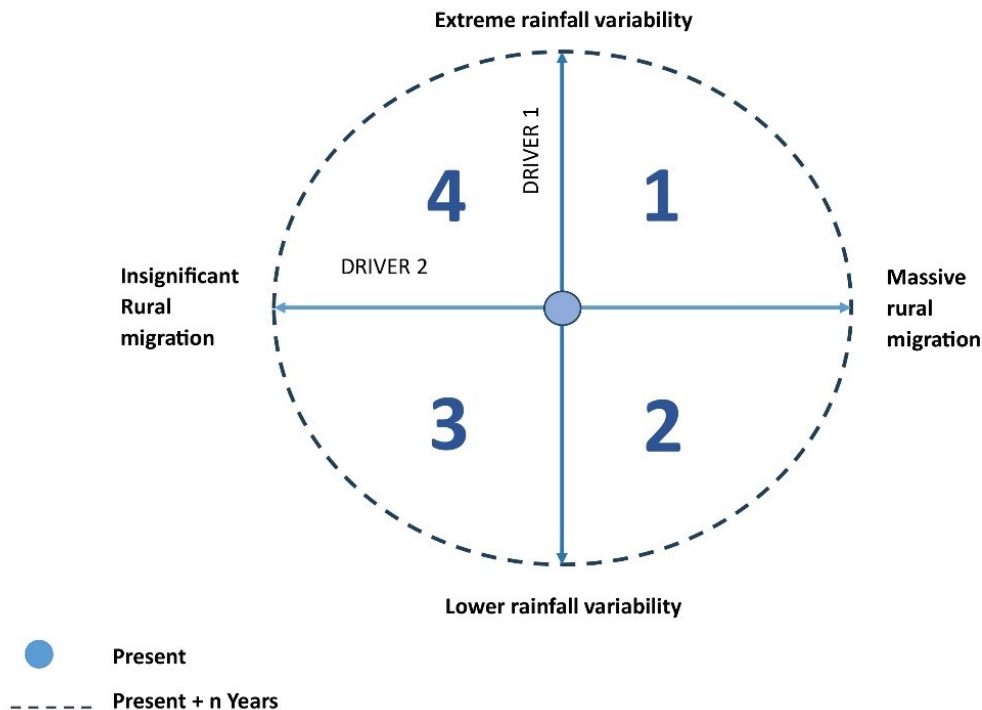 Extreme rainfall variability
DRIVER 1
4
1
DRIVER 2
Insignificant
Rural
migration
Massive
rural
migration
3
2
Lower rainfall variability
Present
Present + n Years